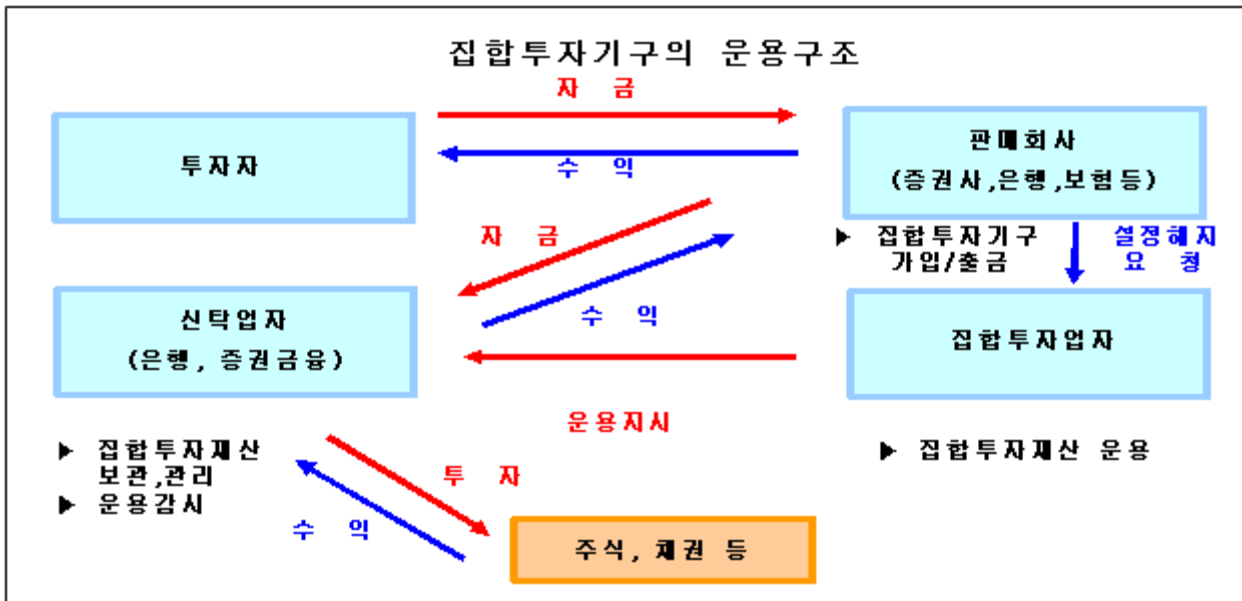 집합투자기구의 운용구조
자 금
투자자
수 익
판매회사
(증권사,은행,보험등)
자 금
▶ 집합투자기구
가입/출금
설정해지
요 청
신탁업자
(은행, 증권금융)
수 익
집합투자업자
운용지시
▶ 집합투자재산
보관,관리
▶ 운용감시
▶ 집합투자재산 운용
투 자
수 익
주식, 채권 등